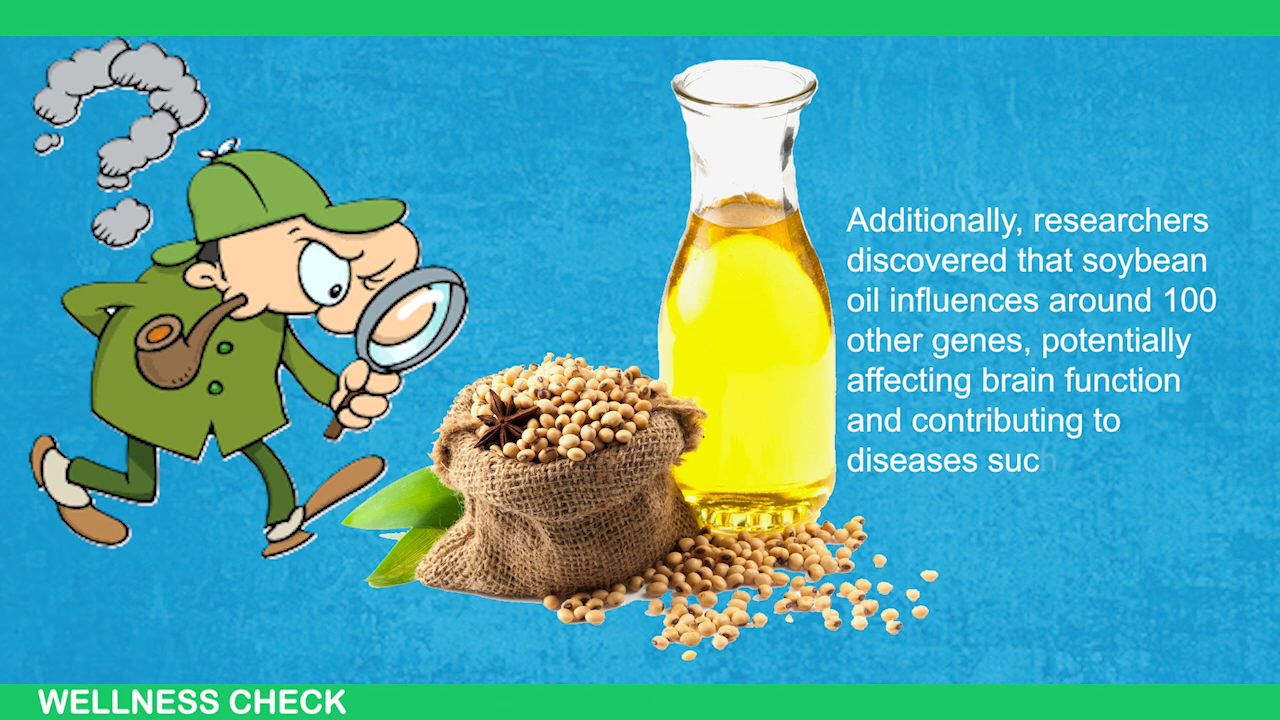 Additionally, researchers
discovered that soybean
oil influences around 100
other genes, potentially
affecting brain function
and contributing to
diseases such
WELLNESS CHECK